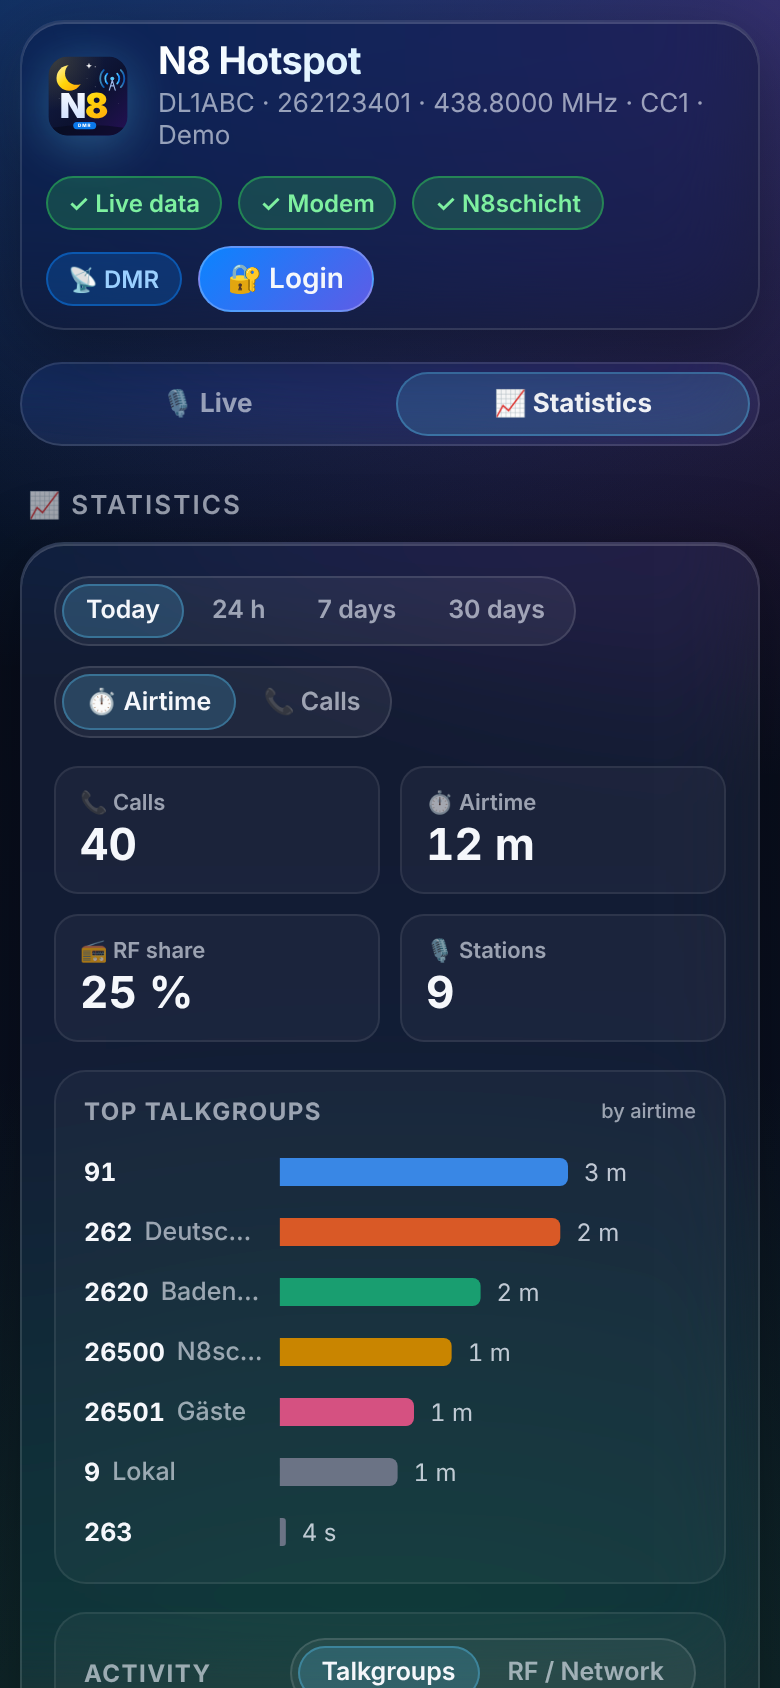 N8 Hotspot
N8
DMR
DL1ABC · 262123401 · 438.8000 MHz · CC1 ·
Demo
✓ Live data ✓ Modem ✓ N8schicht
📡 DMR 🔐 Login
🎙️ Live 📈 Statistics
📈 STATISTICS
Today 24 h 7 days 30 days
⏱️ Airtime 📞 Calls
📞 Calls ⏱️ Airtime
40 12 m
📻 RF share 🎙️ Stations
25 % 9
TOP TALKGROUPS by airtime
91 3 m
262 Deutsc... 2 m
2620 Baden... 2 m
26500 N8sc... 1 m
26501 Gäste 1 m
9 Lokal 1 m
263 4 s
ACTIVITY Talkgroups RF / Network